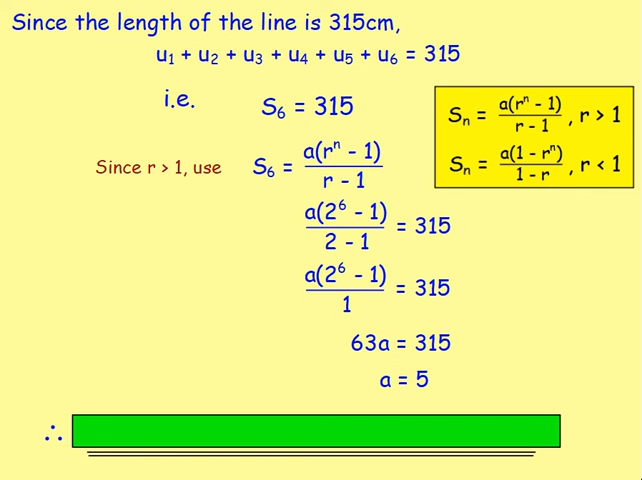 Since the length of the line is 315cm,
u₁ + u₂ + u₃ + u₄ + u₅ + u₆ = 315
i.e. S₆ = 315
Sₙ = a(rⁿ - 1) / r - 1 , r > 1
Sₙ = a(1 - rⁿ) / 1 - r , r < 1
Since r > 1, use S₆ = a(rⁿ - 1) / r - 1
a(2⁶ - 1) / 2 - 1 = 315
a(2⁶ - 1) / 1 = 315
63a = 315
a = 5
∴